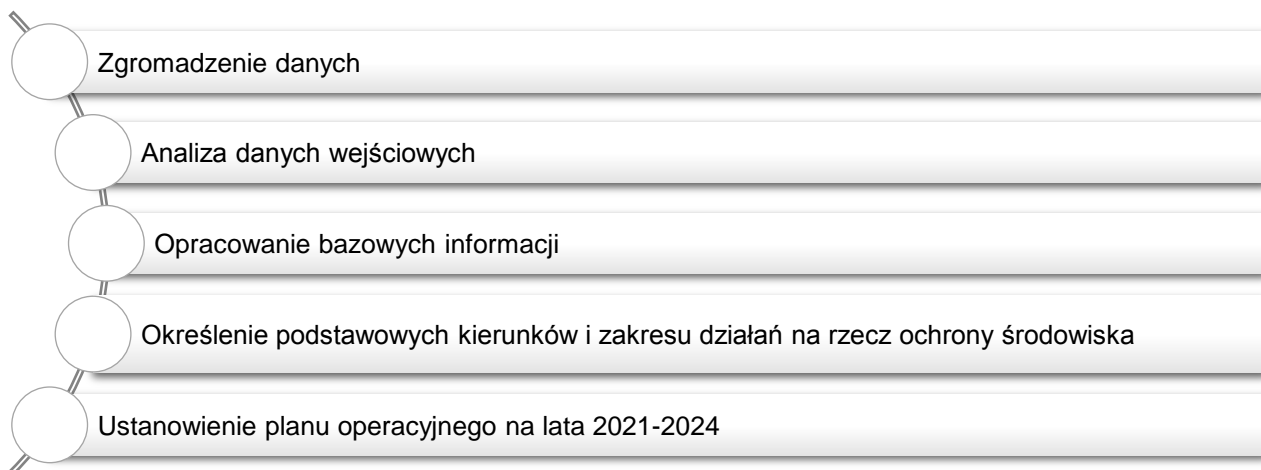 Zgromadzenie danych
Analiza danych wejściowych
Opracowanie bazowych informacji
Określenie podstawowych kierunków i zakresu działań na rzecz ochrony środowiska
Ustanowienie planu operacyjnego na lata 2021-2024